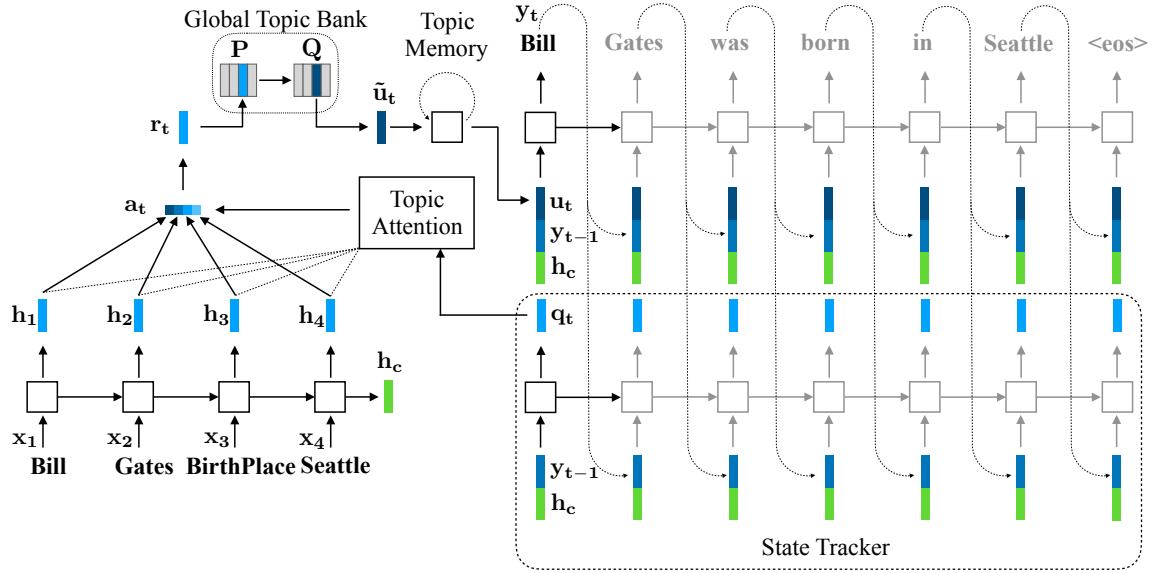 Global Topic Bank
P Q
Topic
Memory
y_t
Bill Gates was born in Seattle <eos>
r_t
ũ_t
a_t
Topic
Attention
u_t
y_{t-1}
h_c
h_1 h_2 h_3 h_4
q_t
h_c
x_1 x_2 x_3 x_4
Bill Gates BirthPlace Seattle
y_{t-1}
h_c
State Tracker